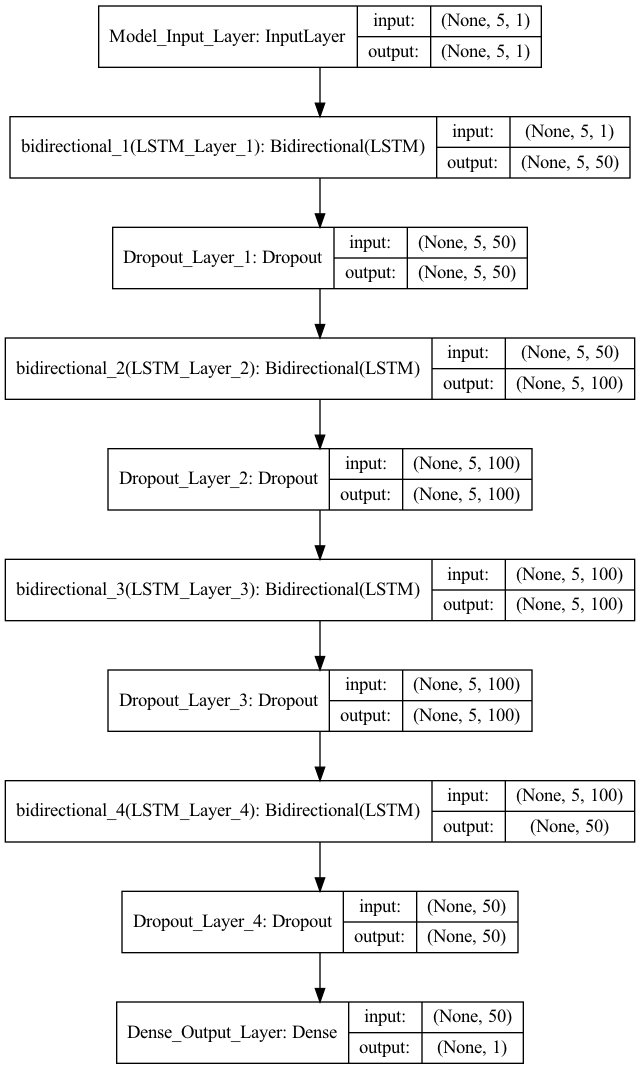 Model_Input_Layer: InputLayer
input: (None, 5, 1)
output: (None, 5, 1)
bidirectional_1(LSTM_Layer_1): Bidirectional(LSTM)
input: (None, 5, 1)
output: (None, 5, 50)
Dropout_Layer_1: Dropout
input: (None, 5, 50)
output: (None, 5, 50)
bidirectional_2(LSTM_Layer_2): Bidirectional(LSTM)
input: (None, 5, 50)
output: (None, 5, 100)
Dropout_Layer_2: Dropout
input: (None, 5, 100)
output: (None, 5, 100)
bidirectional_3(LSTM_Layer_3): Bidirectional(LSTM)
input: (None, 5, 100)
output: (None, 5, 100)
Dropout_Layer_3: Dropout
input: (None, 5, 100)
output: (None, 5, 100)
bidirectional_4(LSTM_Layer_4): Bidirectional(LSTM)
input: (None, 5, 100)
output: (None, 50)
Dropout_Layer_4: Dropout
input: (None, 50)
output: (None, 50)
Dense_Output_Layer: Dense
input: (None, 50)
output: (None, 1)